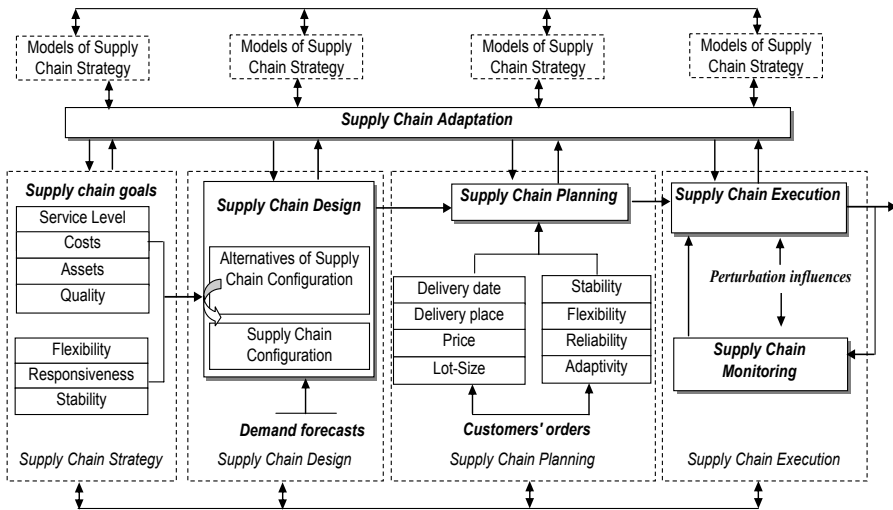 Models of Supply
Chain Strategy
Models of Supply
Chain Strategy
Models of Supply
Chain Strategy
Models of Supply
Chain Strategy
Supply Chain Adaptation
Supply chain goals
Service Level
Costs
Assets
Quality
Flexibility
Responsiveness
Stability
Supply Chain Strategy
Supply Chain Design
Alternatives of Supply
Chain Configuration
Supply Chain
Configuration
Demand forecasts
Supply Chain Design
Supply Chain Planning
Delivery date
Delivery place
Price
Lot-Size
Stability
Flexibility
Reliability
Adaptivity
Customers' orders
Supply Chain Planning
Supply Chain Execution
Perturbation influences
Supply Chain
Monitoring
Supply Chain Execution